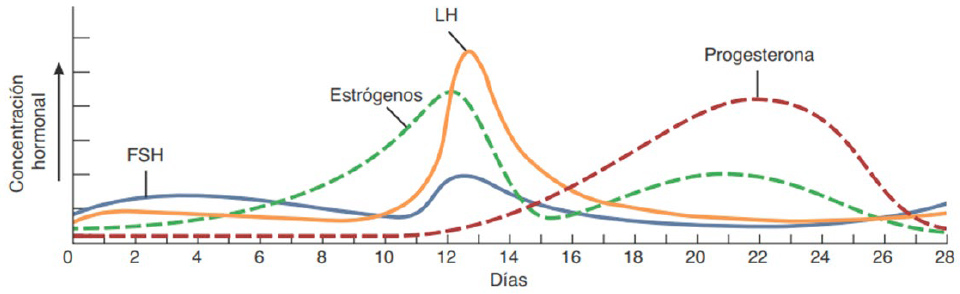 LH
Progesterona
Estrógenos
Concentración
hormonal
FSH
0 2 4 6 8 10 12 13 14 16 18 20 22 24 26 28
Días